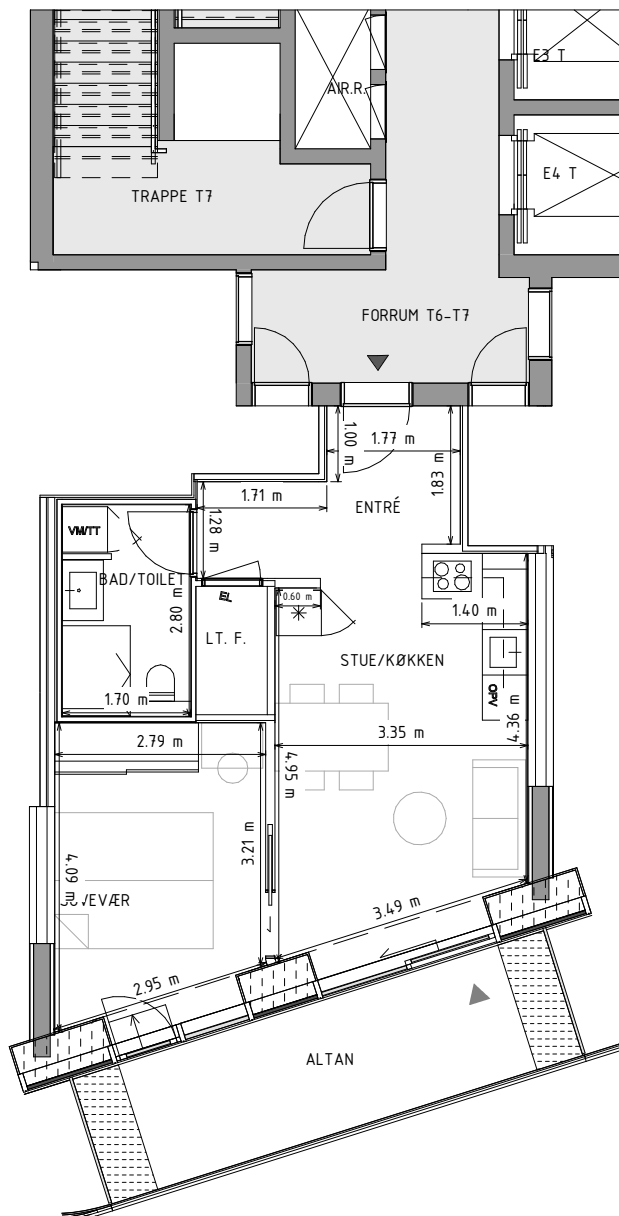 E3 T
AIR.R.
E4 T
TRAPPE T7
FORRUM T6-T7
1.00 m
1.77 m
1.83 m
1.71 m
ENTRÉ
1.28 m
VM/TT
BAD/TOILET
2.80 m
EL
0.60 m
1.40 m
LT. F.
STUE/KØKKEN
OPV
1.70 m
4.36 m
3.35 m
2.79 m
4.95 m
3.21 m
4.09 m
3.49 m
2.95 m
ALTAN